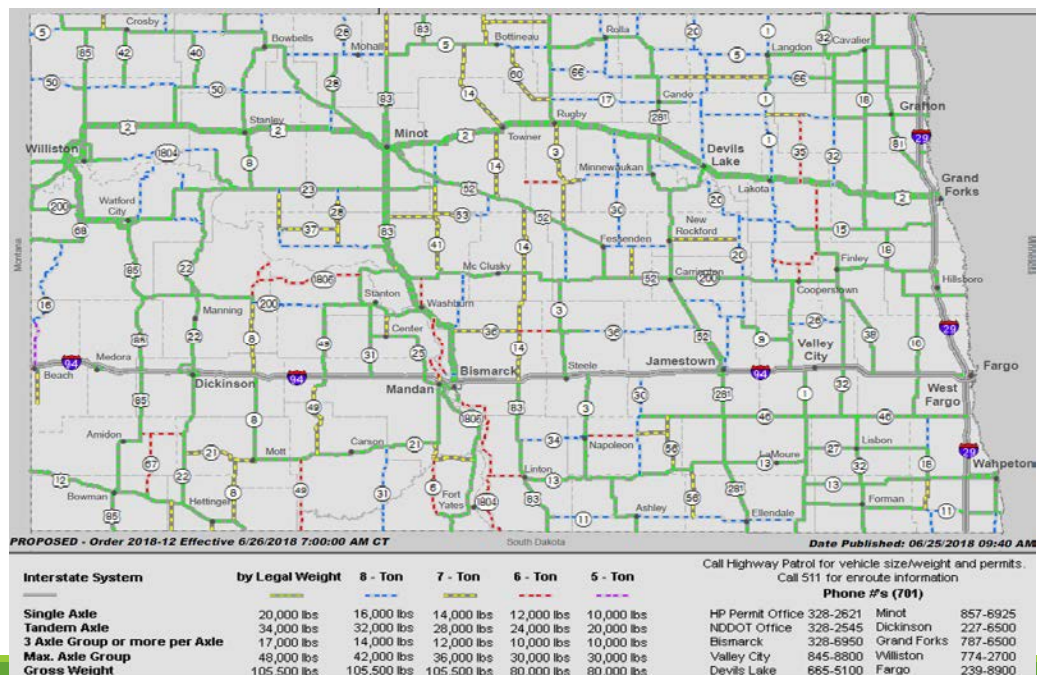 Crosby
Bowbells
Mohall
Bottineau
Rolla
Langdon
Cavalier
Cando
Grafton
Stanley
Minot
Towner
Rugby
Williston
Minnewaukan
Devils
Lake
Lakota
Grand
Forks
Watford
City
New
Rockford
Fessenden
Mc Clusky
Carrington
Finley
Cooperstown
Hillsboro
Stanton
Washburn
Manning
Center
Medora
Beach
Dickinson
Mandan
Bismarck
Steele
Jamestown
Valley
City
Fargo
West
Fargo
Amidon
Mott
Carson
Napoleon
LaMoure
Lisbon
Wahpeton
Bowman
Hettinger
Fort
Yates
Linton
Ashley
Ellendale
Forman
Montana
South Dakota
PROPOSED - Order 2018-12 Effective 6/26/2018 7:00:00 AM CT
Date Published: 06/25/2018 09:40 AM
Interstate System by Legal Weight 8 - Ton 7 - Ton 6 - Ton 5 - Ton
Single Axle 20,000 lbs 16,000 lbs 14,000 lbs 12,000 lbs 10,000 lbs
Tandem Axle 34,000 lbs 32,000 lbs 28,000 lbs 24,000 lbs 20,000 lbs
3 Axle Group or more per Axle 17,000 lbs 14,000 lbs 12,000 lbs 10,000 lbs 10,000 lbs
Max. Axle Group 48,000 lbs 42,000 lbs 36,000 lbs 30,000 lbs 30,000 lbs
Gross Weight 105,500 lbs 105,500 lbs 105,500 lbs 80,000 lbs 80,000 lbs
Call Highway Patrol for vehicle size/weight and permits.
Call 511 for enroute information
Phone #'s (701)
HP Permit Office 328-2621 Minot 857-6925
NDDOT Office 328-2545 Dickinson 227-6500
Bismarck 328-6950 Grand Forks 787-6500
Valley City 845-8800 Williston 774-2700
Devils Lake 665-5100 Fargo 239-8900